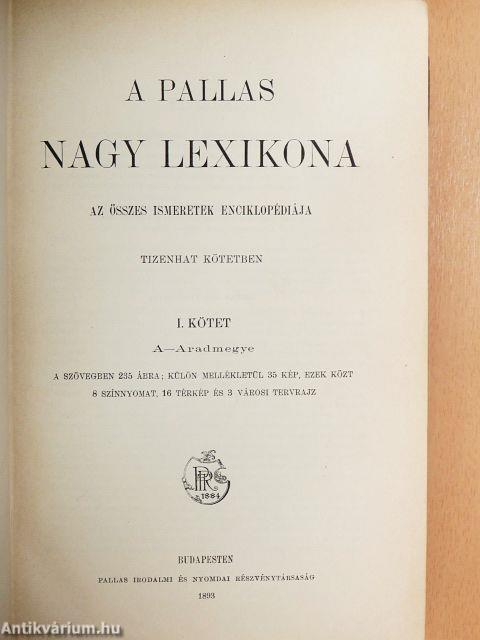 A PALLAS
NAGY LEXIKONA
AZ ÖSSZES ISMERETEK ENCIKLOPÉDIÁJA
TIZENHAT KÖTETBEN
I. KÖTET
A—Aradmegye
A SZÖVEGBEN 235 ÁBRA; KÜLÖN MELLÉKLETÜL 35 KÉP, EZEK KÖZT
8 SZÍNNYOMAT, 16 TÉRKÉP ÉS 3 VÁROSI TERVRAJZ
1884
BUDAPESTEN
PALLAS IRODALMI ÉS NYOMDAI RÉSZVÉNYTÁRSASÁG
1893
Antikvárium.hu